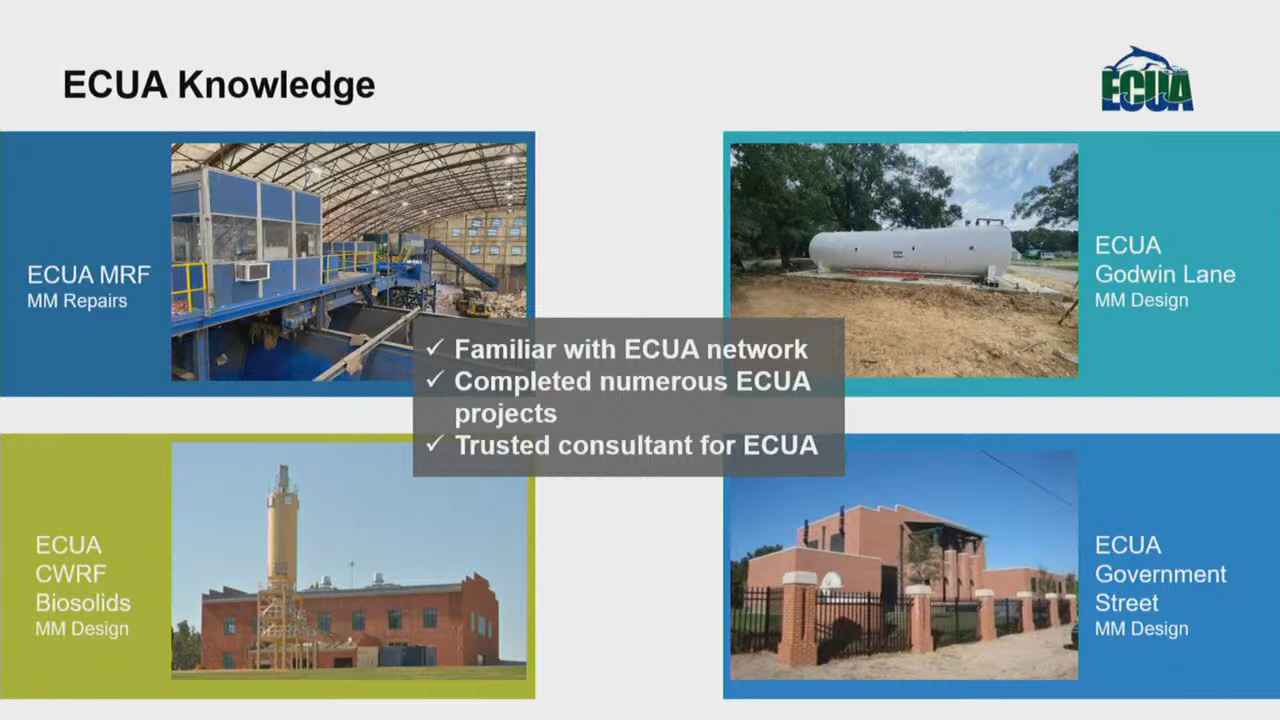 ECUA Knowledge
ECUA
ECUA MRF
MM Repairs
ECUA
Godwin Lane
MM Design
✓ Familiar with ECUA network
✓ Completed numerous ECUA
projects
✓ Trusted consultant for ECUA
ECUA
CWRF
Biosolids
MM Design
ECUA
Government
Street
MM Design